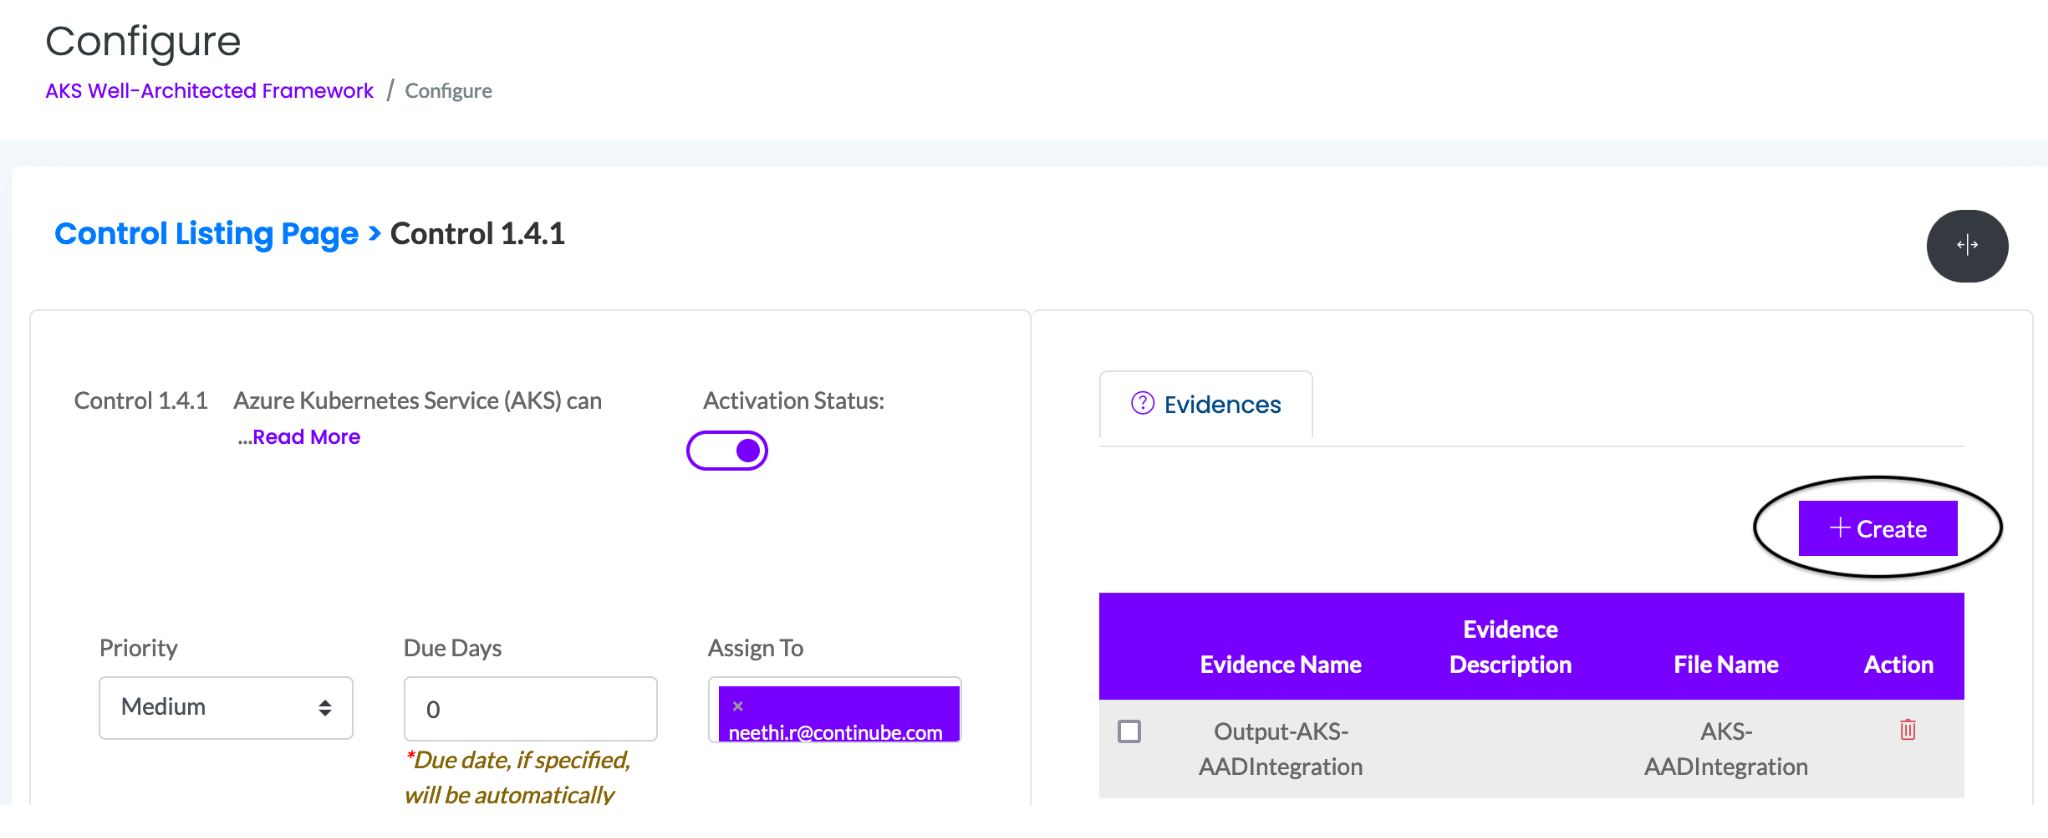 Configure
AKS Well-Architected Framework / Configure
Control Listing Page > Control 1.4.1
Control 1.4.1 Azure Kubernetes Service (AKS) can
...Read More
Activation Status:
Priority
Medium
Due Days
0
*Due date, if specified,
will be automatically
Assign To
× neethi.r@continube.com
Evidences
+ Create
Evidence Name Evidence Description File Name Action
Output-AKS-
AADIntegration
AKS-
AADIntegration